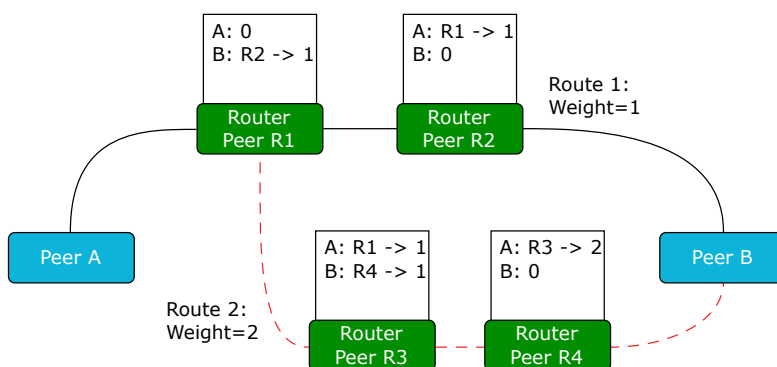 A: 0
B: R2 -> 1
A: R1 -> 1
B: 0
Route 1:
Weight=1
Router
Peer R1
Router
Peer R2
Peer A
A: R1 -> 1
B: R4 -> 1
A: R3 -> 2
B: 0
Peer B
Route 2:
Weight=2
Router
Peer R3
Router
Peer R4